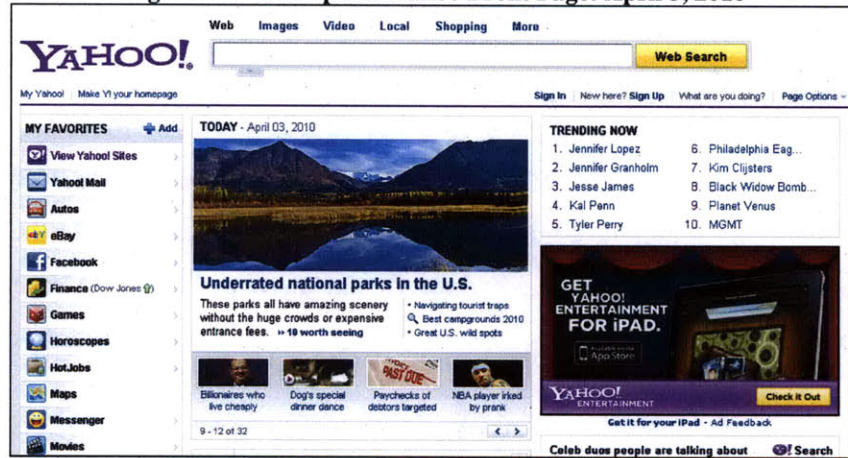 Web Images Video Local Shopping More
YAHOO!
Web Search
My Yahoo! Make Y! your homepage
Sign In New here? Sign Up What are you doing? Page Options
MY FAVORITES Add
View Yahoo! Sites
Yahoo! Mail
Autos
eBay
Facebook
Finance (Dow Jones)
Games
Horoscopes
HotJobs
Maps
Messenger
Movies
TODAY - April 03, 2010
Underrated national parks in the U.S.
These parks all have amazing scenery
without the huge crowds or expensive
entrance fees. » 10 worth seeing
• Navigating tourist traps
Best campgrounds 2010
• Great U.S. wild spots
PAST DUE
Billionaires who
live cheaply
Dog's special
dinner dance
Paychecks of
debtors targeted
NBA player irked
by prank
9 - 12 of 32
TRENDING NOW
1. Jennifer Lopez
2. Jennifer Granholm
3. Jesse James
4. Kal Penn
5. Tyler Perry
6. Philadelphia Eag...
7. Kim Clijsters
8. Black Widow Bomb...
9. Planet Venus
10. MGMT
GET
YAHOO!
ENTERTAINMENT
FOR iPAD.
Available on the
App Store
YAHOO!
ENTERTAINMENT
Check it Out
Get it for your iPad - Ad Feedback
Celeb duos people are talking about Y! Search